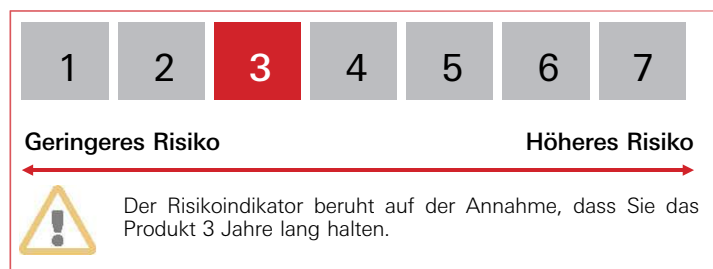 1 2 3 4 5 6 7
Geringeres Risiko Höheres Risiko
Der Risikoindikator beruht auf der Annahme, dass Sie das
Produkt 3 Jahre lang halten.